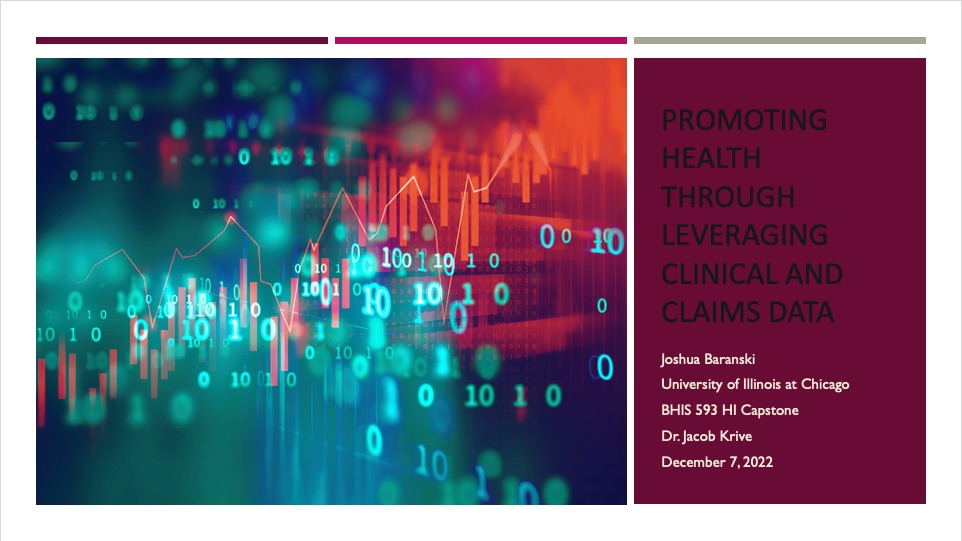 PROMOTING
HEALTH
THROUGH
LEVERAGING
CLINICAL AND
CLAIMS DATA
Joshua Baranski
University of Illinois at Chicago
BHIS 593 HI Capstone
Dr. Jacob Krive
December 7, 2022